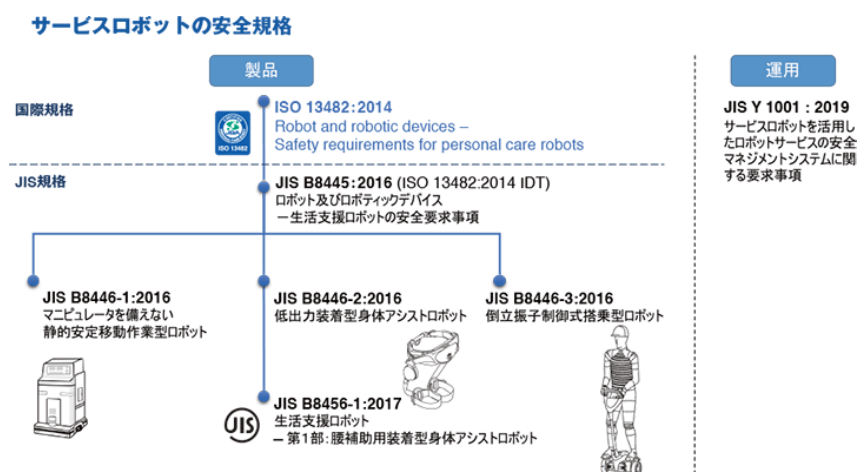 サービスロボットの安全規格
製品
運用
国際規格
ISO 13482:2014
Robot and robotic devices –
Safety requirements for personal care robots
ISO 13482
JIS Y 1001 : 2019
サービスロボットを活用し
たロボットサービスの安全
マネジメントシステムに関
する要求事項
JIS規格
JIS B8445:2016 (ISO 13482:2014 IDT)
ロボット及びロボティックデバイス
－生活支援ロボットの安全要求事項
JIS B8446-1:2016
マニピュレータを備えない
静的安定移動作業型ロボット
JIS B8446-2:2016
低出力装着型身体アシストロボット
JIS B8446-3:2016
倒立振子制御式搭乗型ロボット
JIS
JIS B8456-1:2017
生活支援ロボット
－第1部:腰補助用装着型身体アシストロボット